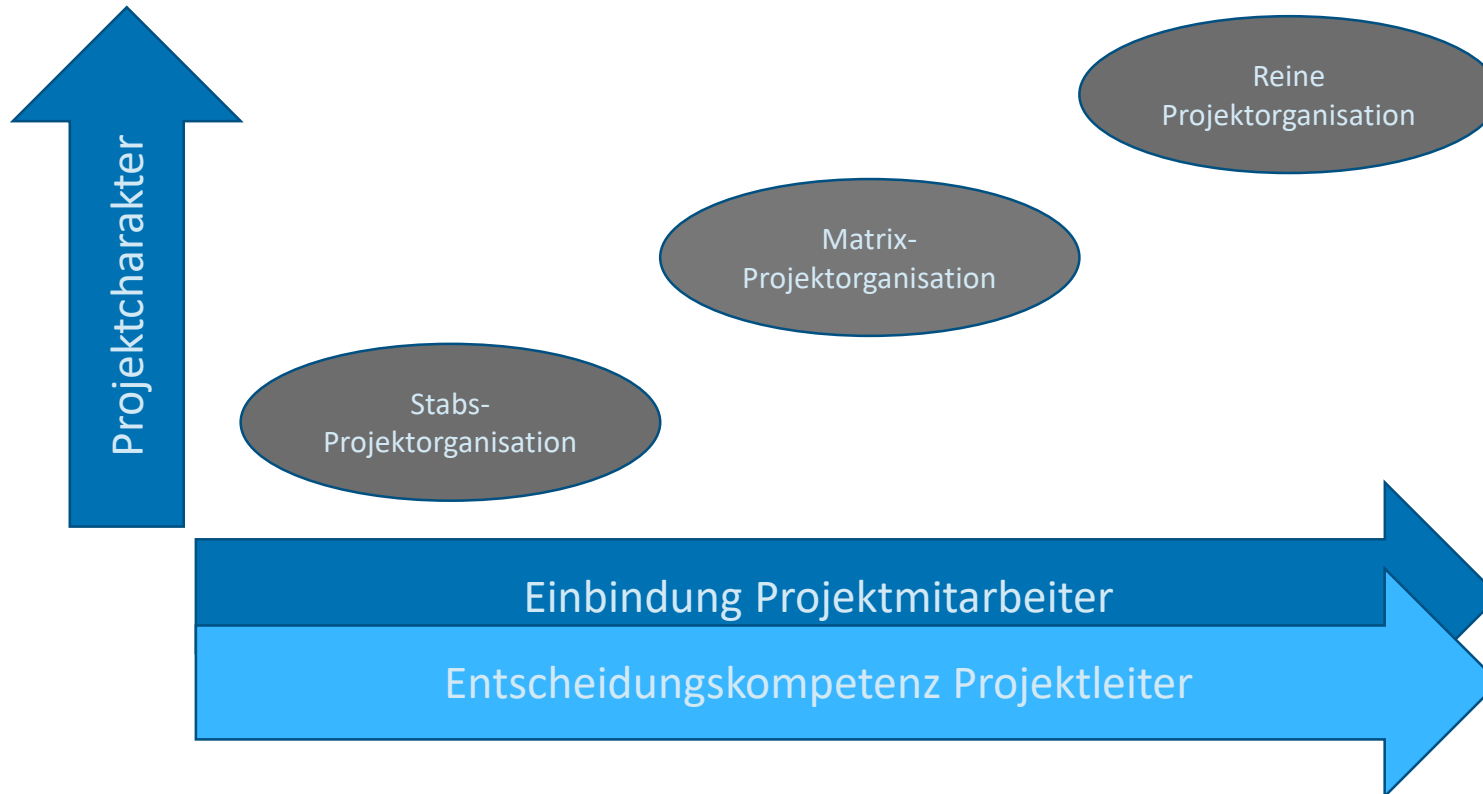 Reine
Projektorganisation
Matrix-
Projektorganisation
Stabs-
Projektorganisation
Projektcharakter
Einbindung Projektmitarbeiter
Entscheidungskompetenz Projektleiter